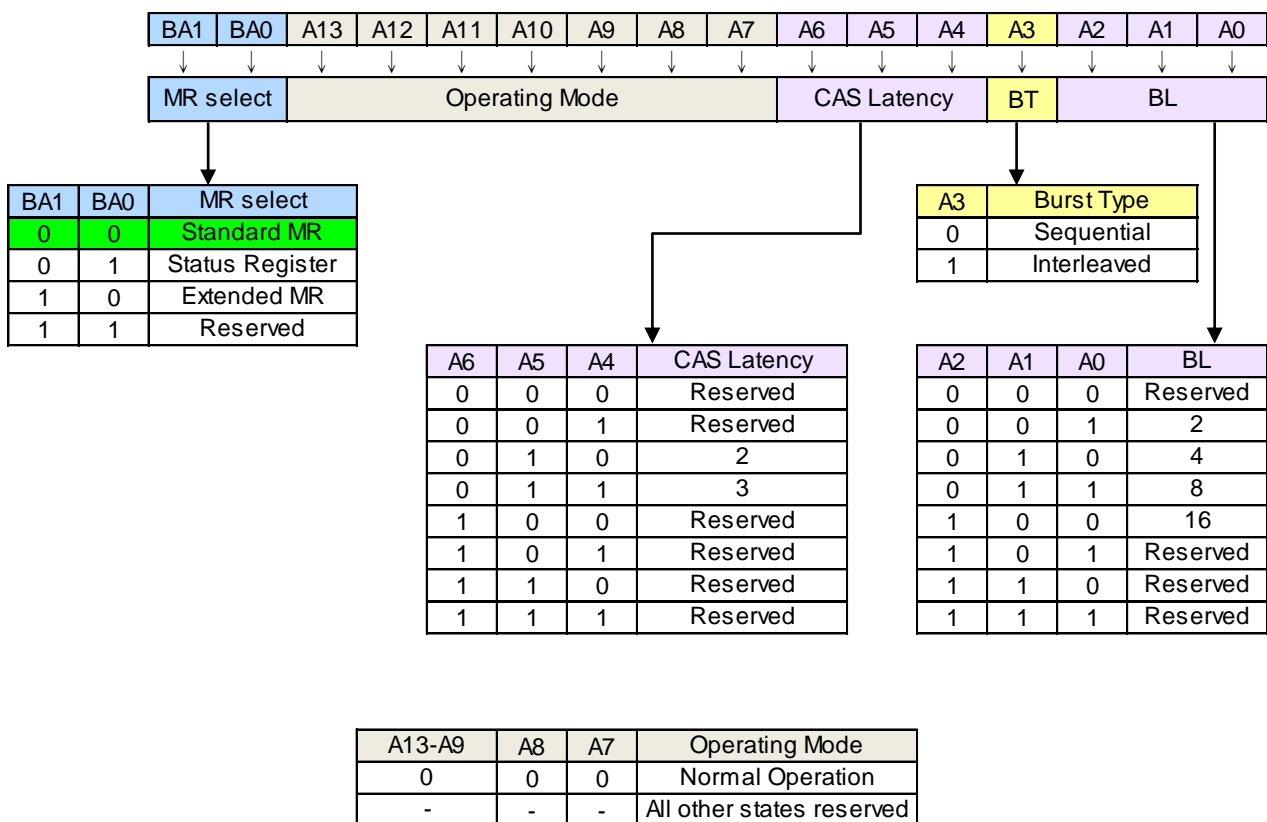 BA1 BA0 A13 A12 A11 A10 A9 A8 A7 A6 A5 A4 A3 A2 A1 A0
↓ ↓ ↓ ↓ ↓ ↓ ↓ ↓ ↓ ↓ ↓ ↓ ↓ ↓ ↓ ↓
MR select Operating Mode CAS Latency BT BL
BA1 BA0 MR select
0 0 Standard MR
0 1 Status Register
1 0 Extended MR
1 1 Reserved
A3 Burst Type
0 Sequential
1 Interleaved
A6 A5 A4 CAS Latency
0 0 0 Reserved
0 0 1 Reserved
0 1 0 2
0 1 1 3
1 0 0 Reserved
1 0 1 Reserved
1 1 0 Reserved
1 1 1 Reserved
A2 A1 A0 BL
0 0 0 Reserved
0 0 1 2
0 1 0 4
0 1 1 8
1 0 0 16
1 0 1 Reserved
1 1 0 Reserved
1 1 1 Reserved
A13-A9 A8 A7 Operating Mode
0 0 0 Normal Operation
- - - All other states reserved